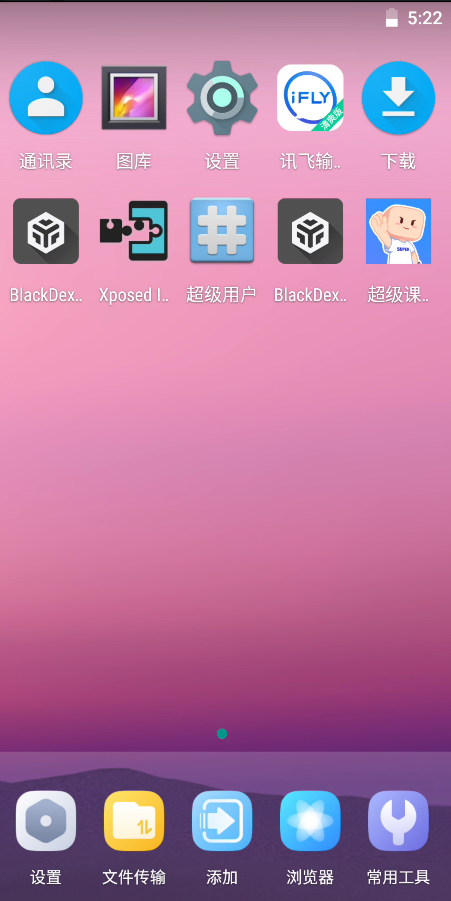 5:22
通讯录
图库
设置
iFLY
清爽版
讯飞输..
下载
BlackDex..
Xposed I..
超级用户
BlackDex..
超级课..
SUPER
设置
文件传输
添加
浏览器
常用工具